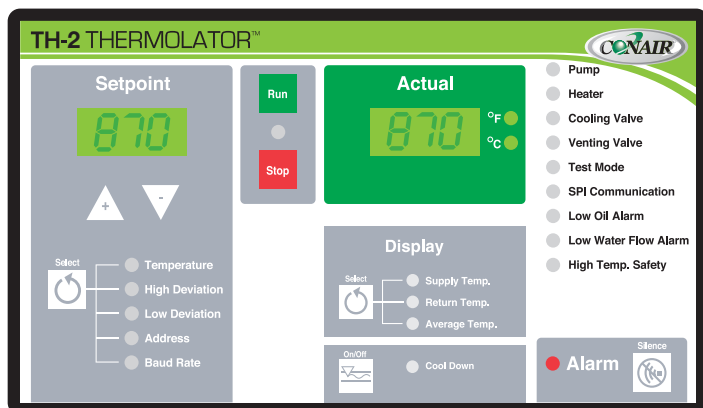 TH-2 THERMOLATOR™
CONAIR
Setpoint
870
+
-
Select
Temperature
High Deviation
Low Deviation
Address
Baud Rate
Run
Stop
Actual
870
°F
°C
Display
Select
Supply Temp.
Return Temp.
Average Temp.
On/Off
Cool Down
Pump
Heater
Cooling Valve
Venting Valve
Test Mode
SPI Communication
Low Oil Alarm
Low Water Flow Alarm
High Temp. Safety
Alarm
Silence